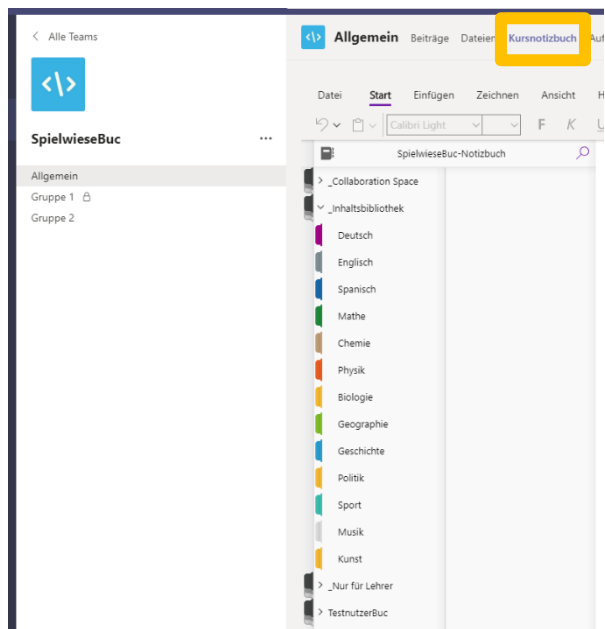 Alle Teams
SpielwieseBuc
Allgemein
Gruppe 1
Gruppe 2
Allgemein Beiträge Dateien Kursnotizbuch
Datei Start Einfügen Zeichnen Ansicht
Calibri Light F K U
SpielwieseBuc-Notizbuch
_Collaboration Space
_Inhaltsbibliothek
Deutsch
Englisch
Spanisch
Mathe
Chemie
Physik
Biologie
Geographie
Geschichte
Politik
Sport
Musik
Kunst
_Nur für Lehrer
TestnutzerBuc